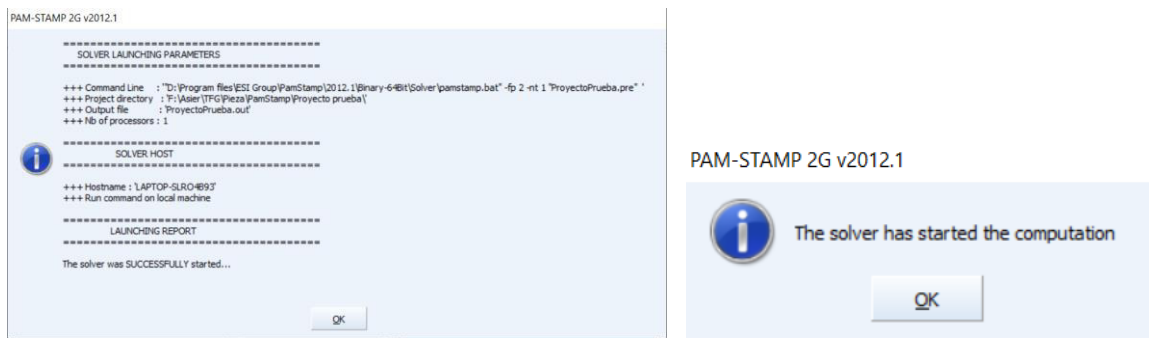 PAM-STAMP 2G v2012.1
=======================================
SOLVER LAUNCHING PARAMETERS
=======================================
+++ Command Line : '"D:\Program files\ESI Group\PamStamp\2012.1\Binary-64Bit\Solver\pamstamp.bat" -fp 2 -nt 1 "ProyectoPrueba.pre" '
+++ Project directory : 'F:\Asier\TFG\Pieza\PamStamp\Proyecto prueba\'
+++ Output file : 'ProyectoPrueba.out'
+++ Nb of processors : 1
=======================================
SOLVER HOST
=======================================
+++ Hostname : 'LAPTOP-SLRO4B93'
+++ Run command on local machine
=======================================
LAUNCHING REPORT
=======================================
The solver was SUCCESSFULLY started...
OK
PAM-STAMP 2G v2012.1
The solver has started the computation
OK